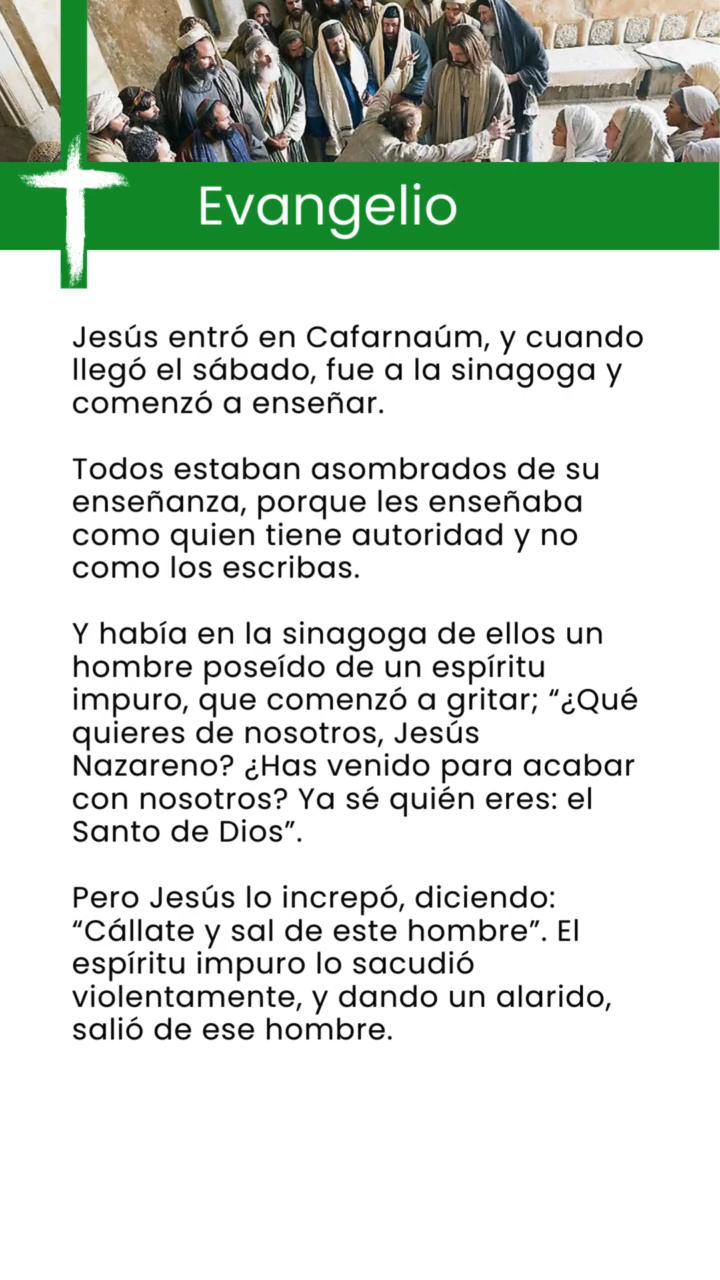 Evangelio
Jesús entró en Cafarnaúm, y cuando
llegó el sábado, fue a la sinagoga y
comenzó a enseñar.
Todos estaban asombrados de su
enseñanza, porque les enseñaba
como quien tiene autoridad y no
como los escribas.
Y había en la sinagoga de ellos un
hombre poseído de un espíritu
impuro, que comenzó a gritar; “¿Qué
quieres de nosotros, Jesús
Nazareno? ¿Has venido para acabar
con nosotros? Ya sé quién eres: el
Santo de Dios”.
Pero Jesús lo increpó, diciendo:
“Cállate y sal de este hombre”. El
espíritu impuro lo sacudió
violentamente, y dando un alarido,
salió de ese hombre.